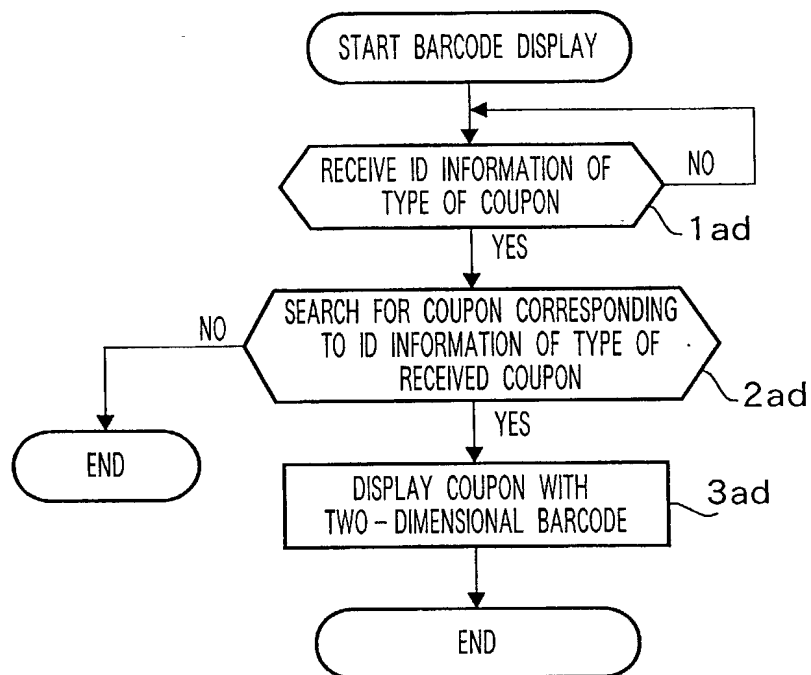 START BARCODE DISPLAY
RECEIVE ID INFORMATION OF
TYPE OF COUPON
NO
1ad
YES
SEARCH FOR COUPON CORRESPONDING
TO ID INFORMATION OF TYPE OF
RECEIVED COUPON
NO
2ad
YES
END
DISPLAY COUPON WITH
TWO-DIMENSIONAL BARCODE
3ad
END